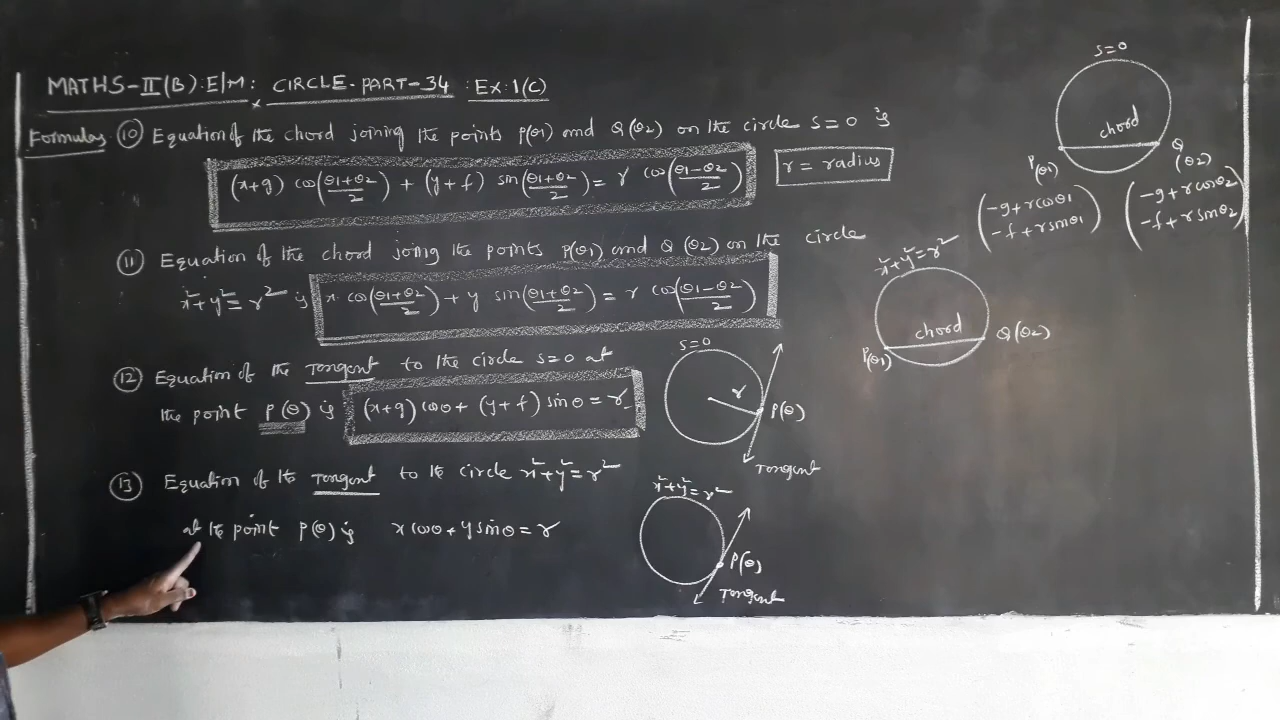 MATHS-II(B).E/M: CIRCLE-PART-34 :EX.1(C)
Formulas ⑩ Equation of the chord joining the points P(θ1) and Q(θ2) on the circle S=0 is
(x+g) cos((θ1+θ2)/2) + (y+f) sin((θ1+θ2)/2) = r cos((θ1-θ2)/2)
r = radius
⑪ Equation of the chord joing the points P(θ1) and Q(θ2) on the circle
x²+y²=r² is x cos((θ1+θ2)/2) + y sin((θ1+θ2)/2) = r cos((θ1-θ2)/2)
⑫ Equation of the Tangent to the circle S=0 at
the point P(θ) is (x+g) cosθ + (y+f) sinθ = r
⑬ Equation of the Tangent to the circle x²+y²=r²
at the point P(θ) is x cosθ + y sinθ = r
S=0
chord
P(θ1)
Q(θ2)
(-g+r cosθ1
-f+r sinθ1)
(-g+r cosθ2
-f+r sinθ2)
x²+y²=r²
chord
P(θ1)
Q(θ2)
S=0
r
P(θ)
Tangent
x²+y²=r²
P(θ)
Tangent